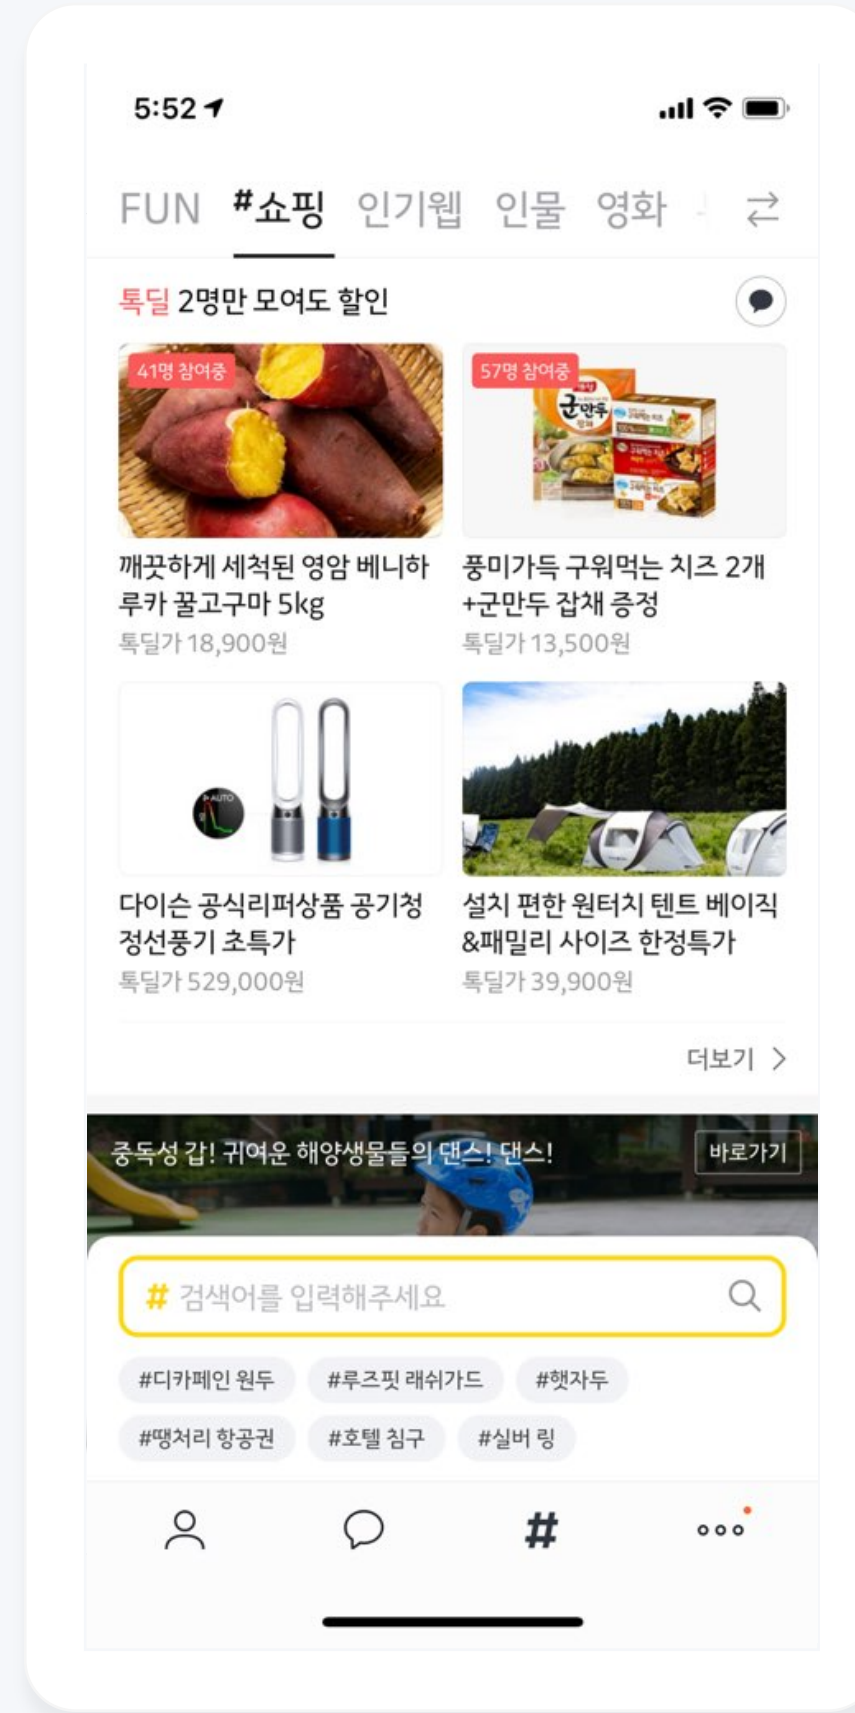 5:52
FUN #쇼핑 인기웹 인물 영화
톡딜 2명만 모여도 할인
41명 참여중
57명 참여중
군만두
잡채
깨끗하게 세척된 영암 베니하
루카 꿀고구마 5kg
톡딜가 18,900원
풍미가득 구워먹는 치즈 2개
+군만두 잡채 증정
톡딜가 13,500원
AUTO
다이슨 공식리퍼상품 공기청
정선풍기 초특가
톡딜가 529,000원
설치 편한 원터치 텐트 베이직
&패밀리 사이즈 한정특가
톡딜가 39,900원
더보기
중독성 갑! 귀여운 해양생물들의 댄스! 댄스!
바로가기
# 검색어를 입력해주세요
#디카페인 원두 #루즈핏 래쉬가드 #햇자두
#땡처리 항공권 #호텔 침구 #실버 링
#